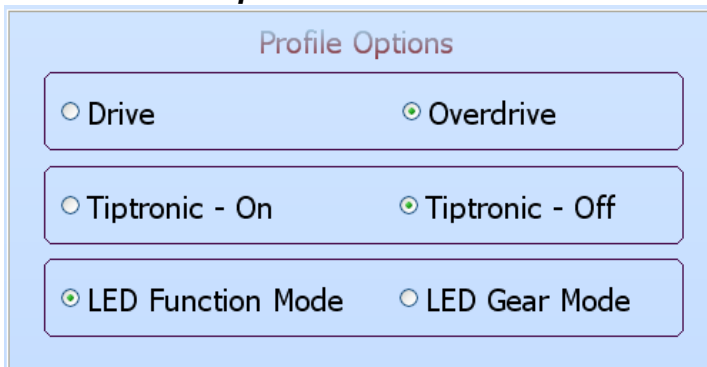 Profile Options
Drive Overdrive
Tiptronic - On Tiptronic - Off
LED Function Mode LED Gear Mode